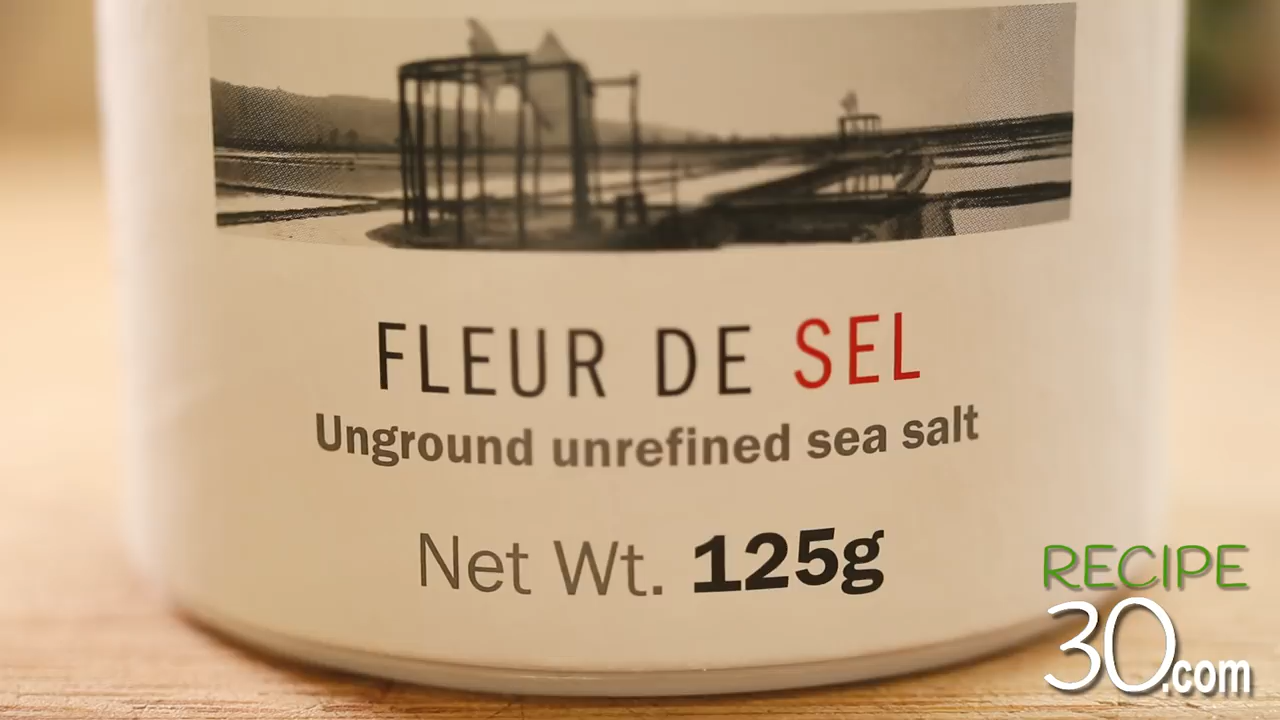 FLEUR DE SEL
Unground unrefined sea salt
Net Wt. 125g
RECIPE
30.com